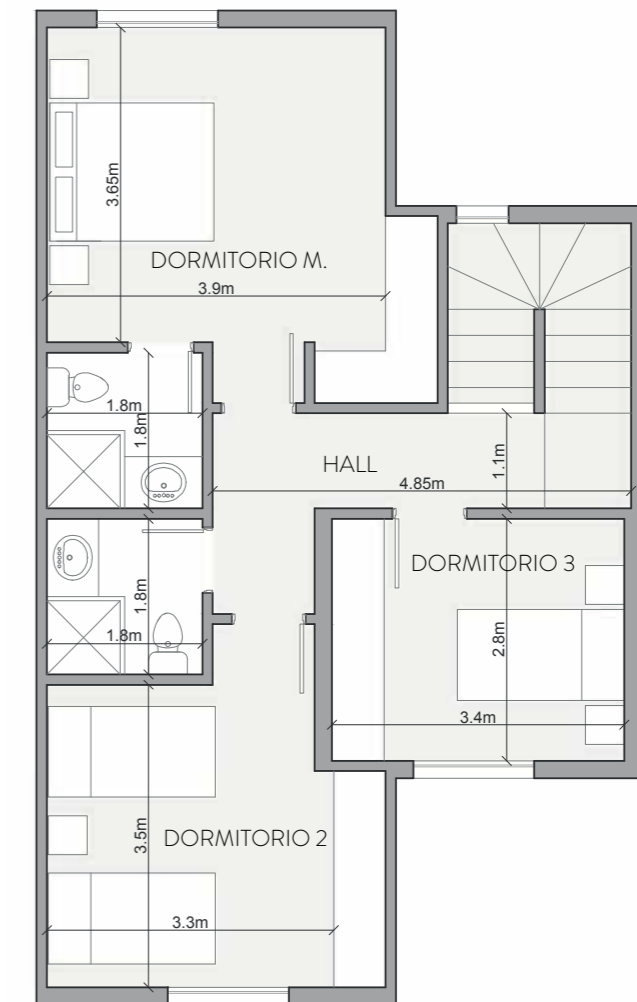 3.65m
DORMITORIO M.
3.9m
1.8m
1.8m
HALL
1.1m
4.85m
DORMITORIO 3
1.8m
1.8m
2.8m
3.4m
3.5m
DORMITORIO 2
3.3m